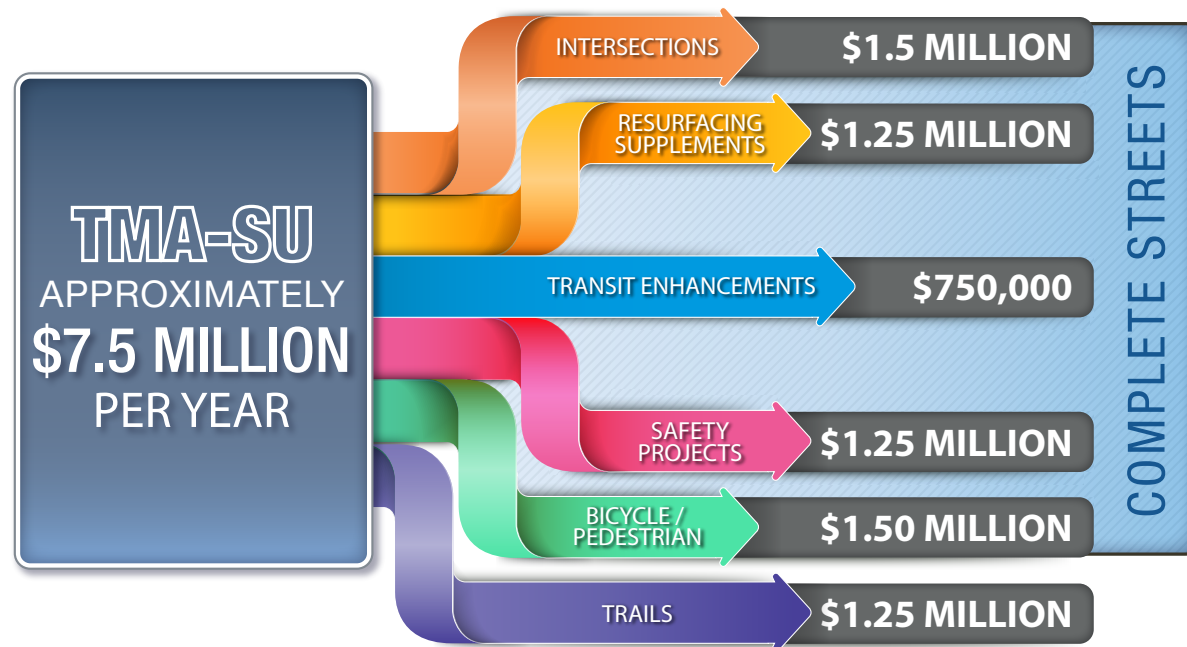 TMA-SU
APPROXIMATELY
$7.5 MILLION
PER YEAR
INTERSECTIONS
$1.5 MILLION
RESURFACING
SUPPLEMENTS
$1.25 MILLION
TRANSIT ENHANCEMENTS
$750,000
SAFETY
PROJECTS
$1.25 MILLION
BICYCLE /
PEDESTRIAN
$1.50 MILLION
TRAILS
$1.25 MILLION
COMPLETE STREETS